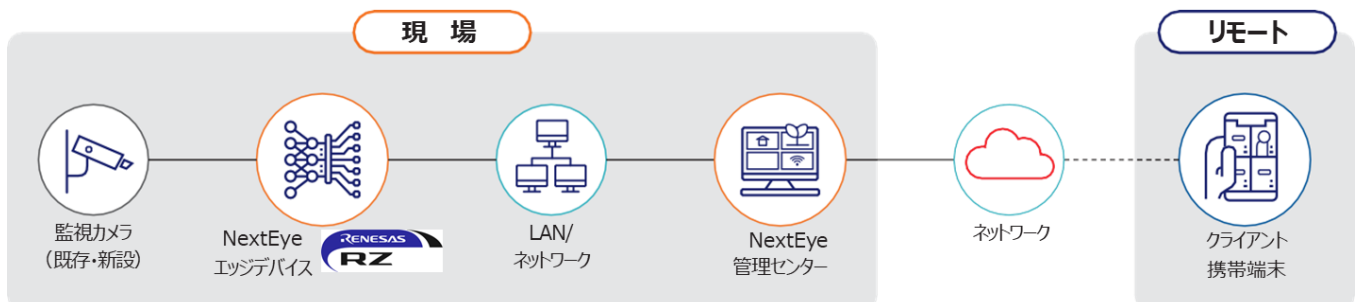 現 場
リモート
監視カメラ
(既存・新設)
NextEye
エッジデバイス
RENESAS
RZ
LAN/
ネットワーク
NextEye
管理センター
ネットワーク
クライアント
携帯端末